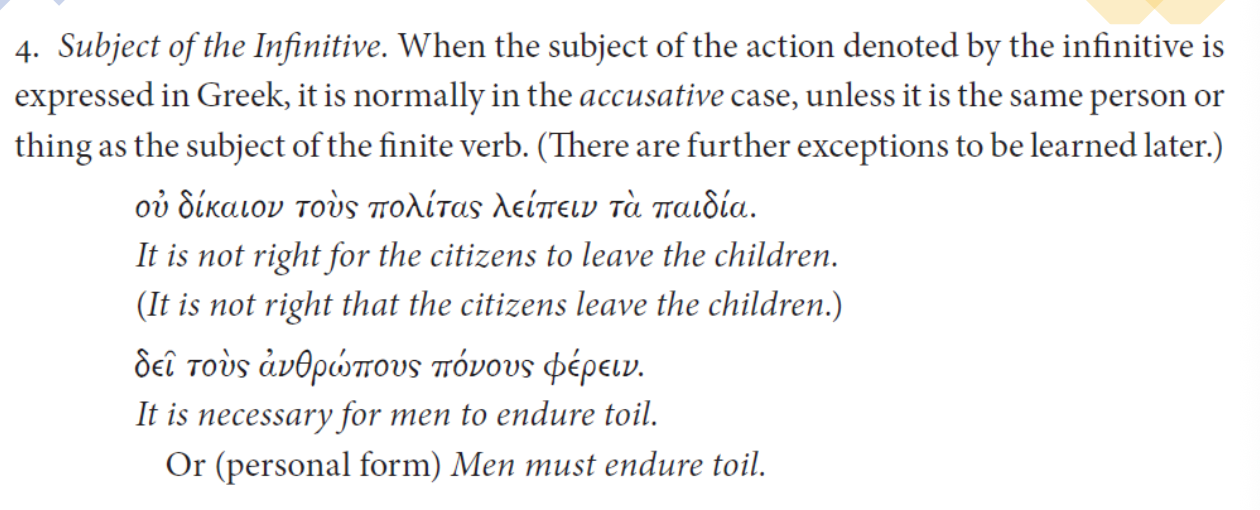 4. Subject of the Infinitive. When the subject of the action denoted by the infinitive is
expressed in Greek, it is normally in the accusative case, unless it is the same person or
thing as the subject of the finite verb. (There are further exceptions to be learned later.)
οὐ δίκαιον τοὺς πολίτας λείπειν τὰ παιδία.
It is not right for the citizens to leave the children.
(It is not right that the citizens leave the children.)
δεῖ τοὺς ἀνθρώπους πόνους φέρειν.
It is necessary for men to endure toil.
Or (personal form) Men must endure toil.